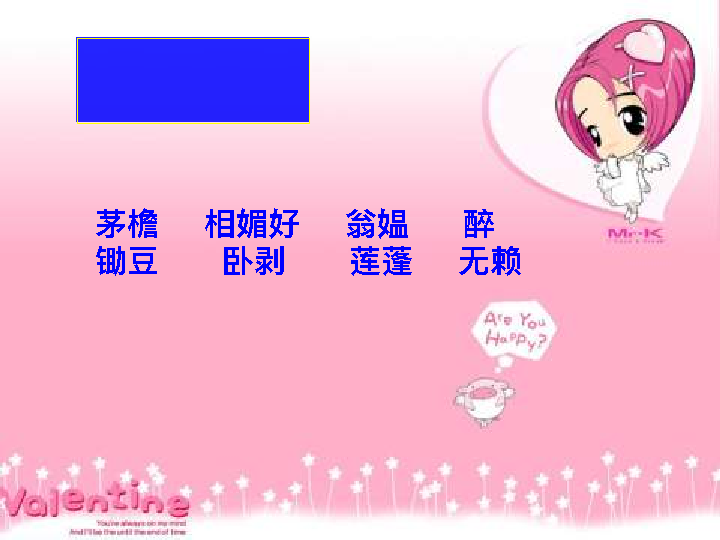 茅檐 相媚好 翁媪 醉
锄豆 卧剥 莲蓬 无赖
Mr·K
Are You
Happy?
Valentine
You're always on my mind
And I'll be the until the end of time